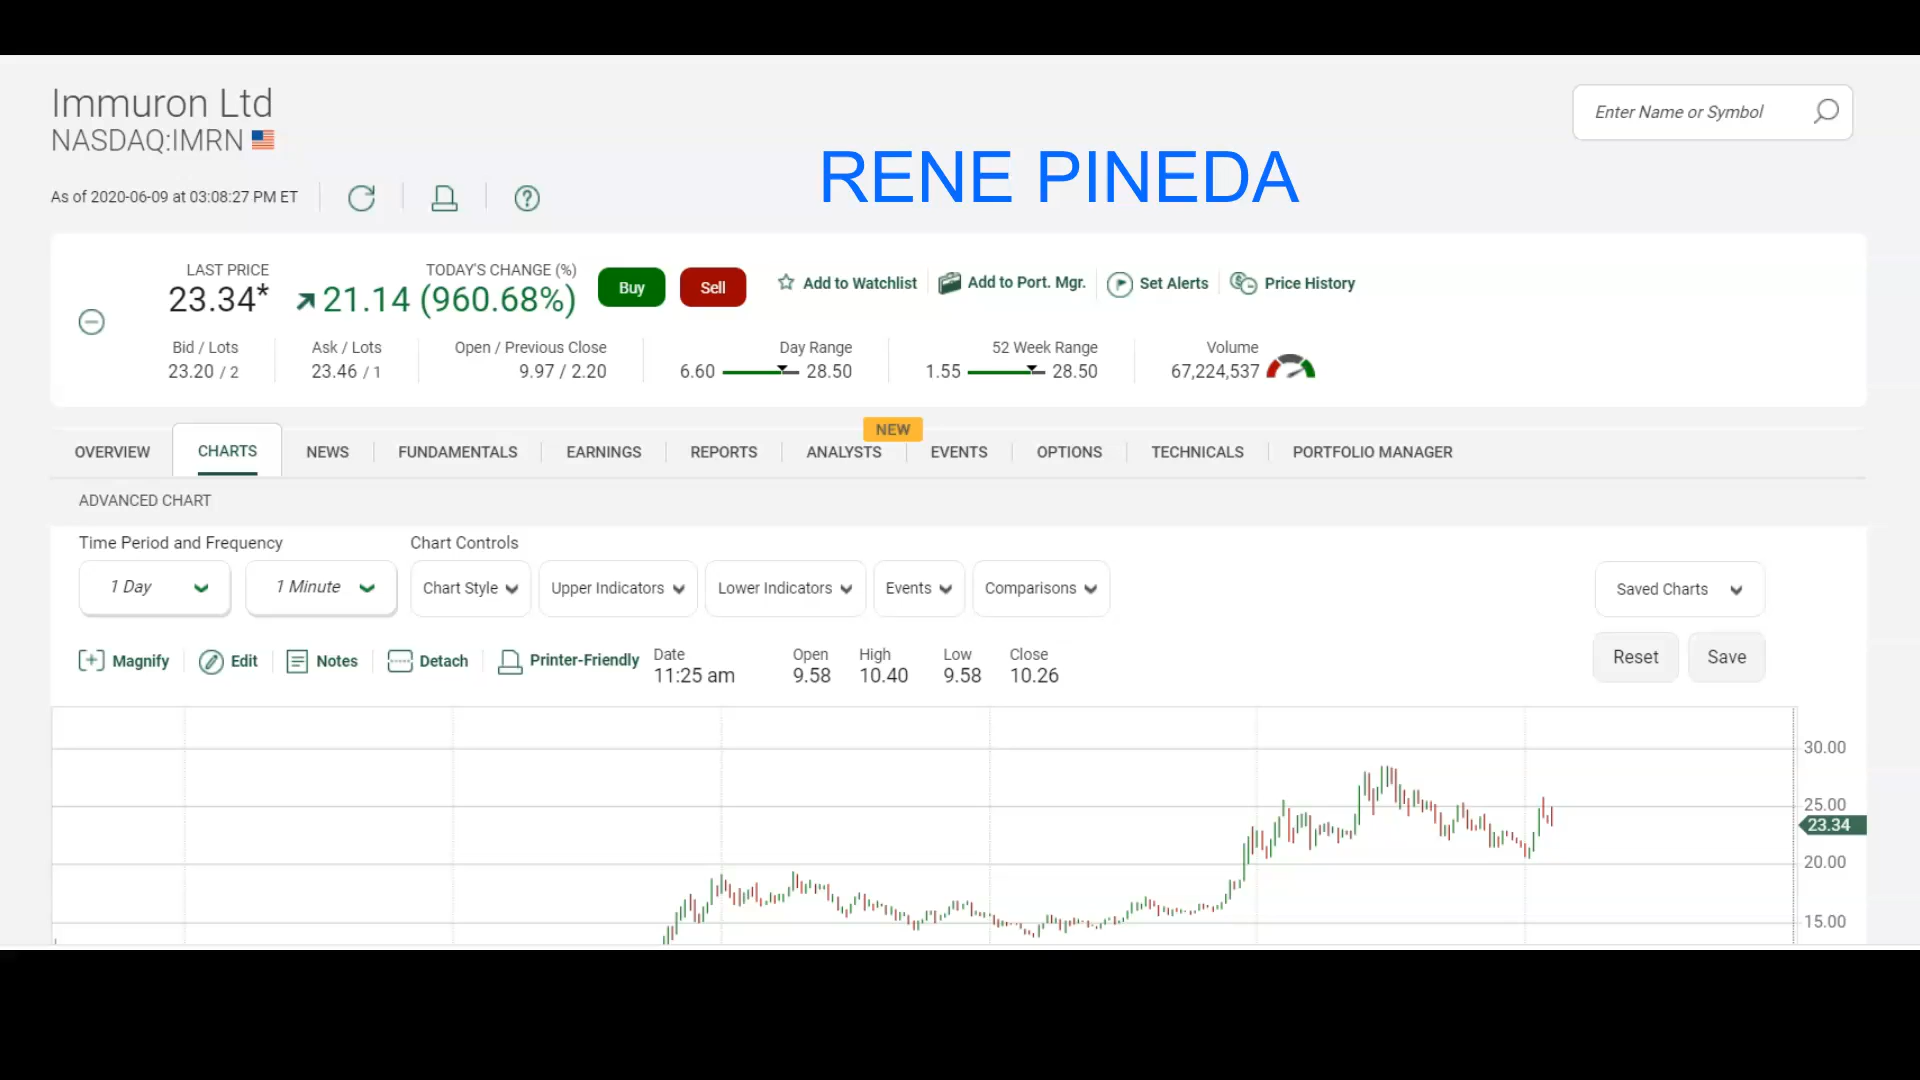 Immuron Ltd
NASDAQ:IMRN
Enter Name or Symbol
RENE PINEDA
As of 2020-06-09 at 03:08:27 PM ET
LAST PRICE
23.34*
TODAY'S CHANGE (%)
21.14 (960.68%)
Buy
Sell
Add to Watchlist
Add to Port. Mgr.
Set Alerts
Price History
Bid / Lots
23.20 / 2
Ask / Lots
23.46 / 1
Open / Previous Close
9.97 / 2.20
Day Range
6.60 28.50
52 Week Range
1.55 28.50
Volume
67,224,537
NEW
OVERVIEW
CHARTS
NEWS
FUNDAMENTALS
EARNINGS
REPORTS
ANALYSTS
EVENTS
OPTIONS
TECHNICALS
PORTFOLIO MANAGER
ADVANCED CHART
Time Period and Frequency
Chart Controls
1 Day
1 Minute
Chart Style
Upper Indicators
Lower Indicators
Events
Comparisons
Saved Charts
Magnify
Edit
Notes
Detach
Printer-Friendly
Date
11:25 am
Open
9.58
High
10.40
Low
9.58
Close
10.26
Reset
Save
30.00
25.00
23.34
20.00
15.00